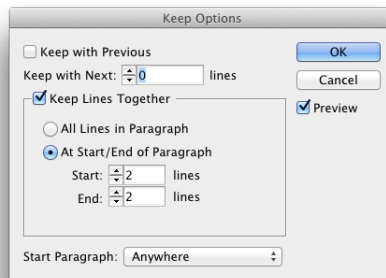 Keep Options
Keep with Previous
OK
Keep with Next: 0 lines
Cancel
Keep Lines Together
Preview
All Lines in Paragraph
At Start/End of Paragraph
Start: 2 lines
End: 2 lines
Start Paragraph: Anywhere